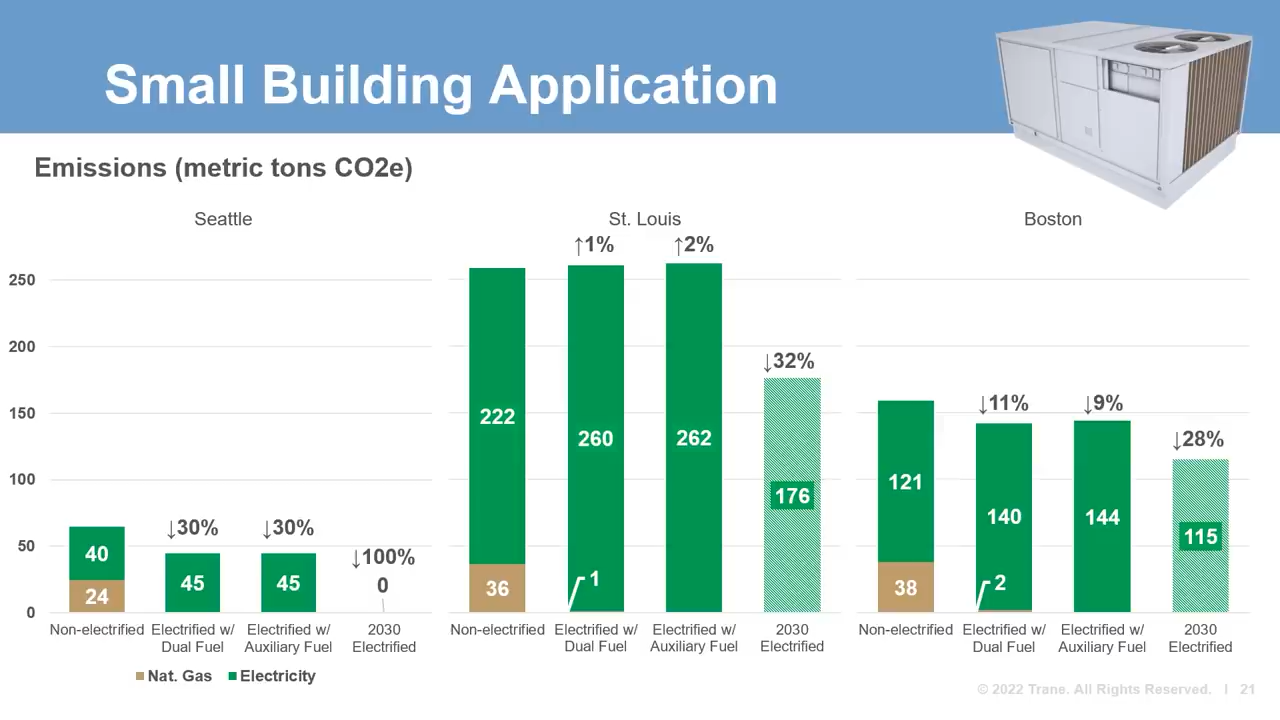 Small Building Application
Emissions (metric tons CO2e)
Seattle
St. Louis
Boston
250
200
150
100
50
0
40
24
↓30%
45
↓30%
45
↓100%
0
Non-electrified
Electrified w/
Dual Fuel
Electrified w/
Auxiliary Fuel
2030
Electrified
222
36
↑1%
260
1
↑2%
262
↓32%
176
Non-electrified
Electrified w/
Dual Fuel
Electrified w/
Auxiliary Fuel
2030
Electrified
121
38
↓11%
140
2
↓9%
144
↓28%
115
Non-electrified
Electrified w/
Dual Fuel
Electrified w/
Auxiliary Fuel
2030
Electrified
Nat. Gas
Electricity
© 2022 Trane. All Rights Reserved. I 21